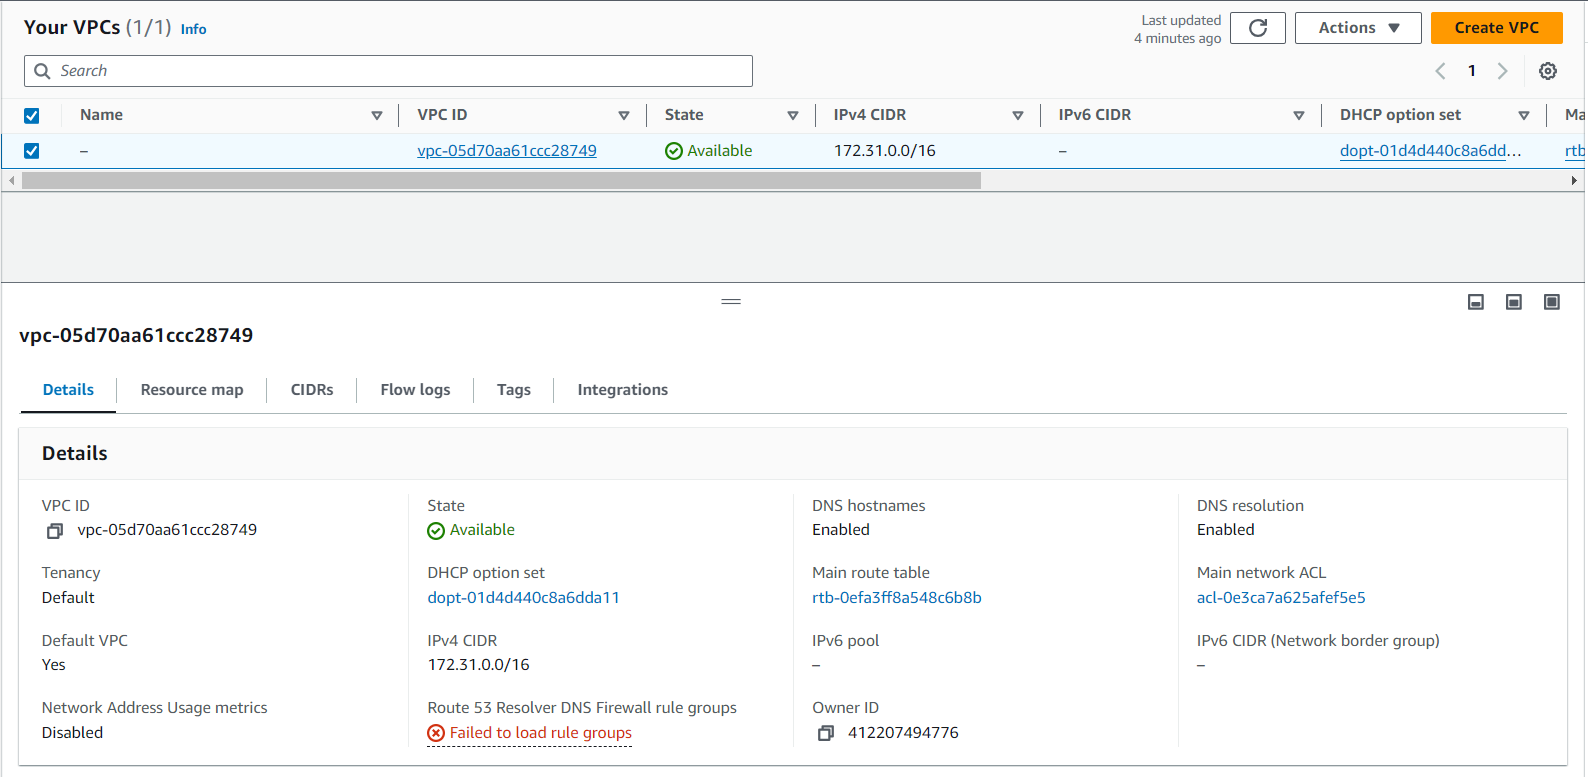 Your VPCs (1/1) Info
Last updated
4 minutes ago
Actions
Create VPC
Search
1
Name
VPC ID
State
IPv4 CIDR
IPv6 CIDR
DHCP option set
Ma
–
vpc-05d70aa61ccc28749
Available
172.31.0.0/16
–
dopt-01d4d440c8a6dd...
rtb
vpc-05d70aa61ccc28749
Details
Resource map
CIDRs
Flow logs
Tags
Integrations
Details
VPC ID
vpc-05d70aa61ccc28749
State
Available
DNS hostnames
Enabled
DNS resolution
Enabled
Tenancy
Default
DHCP option set
dopt-01d4d440c8a6dda11
Main route table
rtb-0efa3ff8a548c6b8b
Main network ACL
acl-0e3ca7a625afef5e5
Default VPC
Yes
IPv4 CIDR
172.31.0.0/16
IPv6 pool
–
IPv6 CIDR (Network border group)
–
Network Address Usage metrics
Disabled
Route 53 Resolver DNS Firewall rule groups
Failed to load rule groups
Owner ID
412207494776